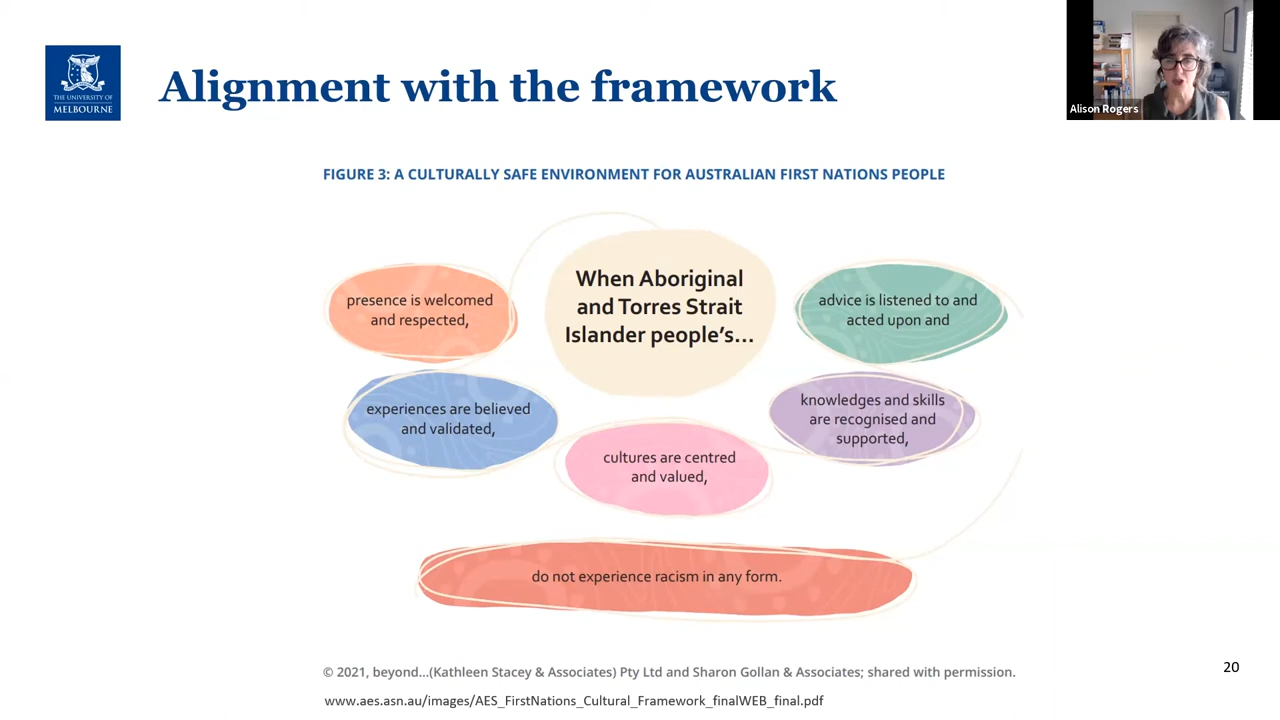 THE UNIVERSITY OF
MELBOURNE
Alignment with the framework
Alison Rogers
FIGURE 3: A CULTURALLY SAFE ENVIRONMENT FOR AUSTRALIAN FIRST NATIONS PEOPLE
When Aboriginal
and Torres Strait
Islander people's...
presence is welcomed
and respected,
experiences are believed
and validated,
cultures are centred
and valued,
knowledges and skills
are recognised and
supported,
advice is listened to and
acted upon and
do not experience racism in any form.
© 2021, beyond...(Kathleen Stacey & Associates) Pty Ltd and Sharon Gollan & Associates; shared with permission.
www.aes.asn.au/images/AES_FirstNations_Cultural_Framework_finalWEB_final.pdf
20